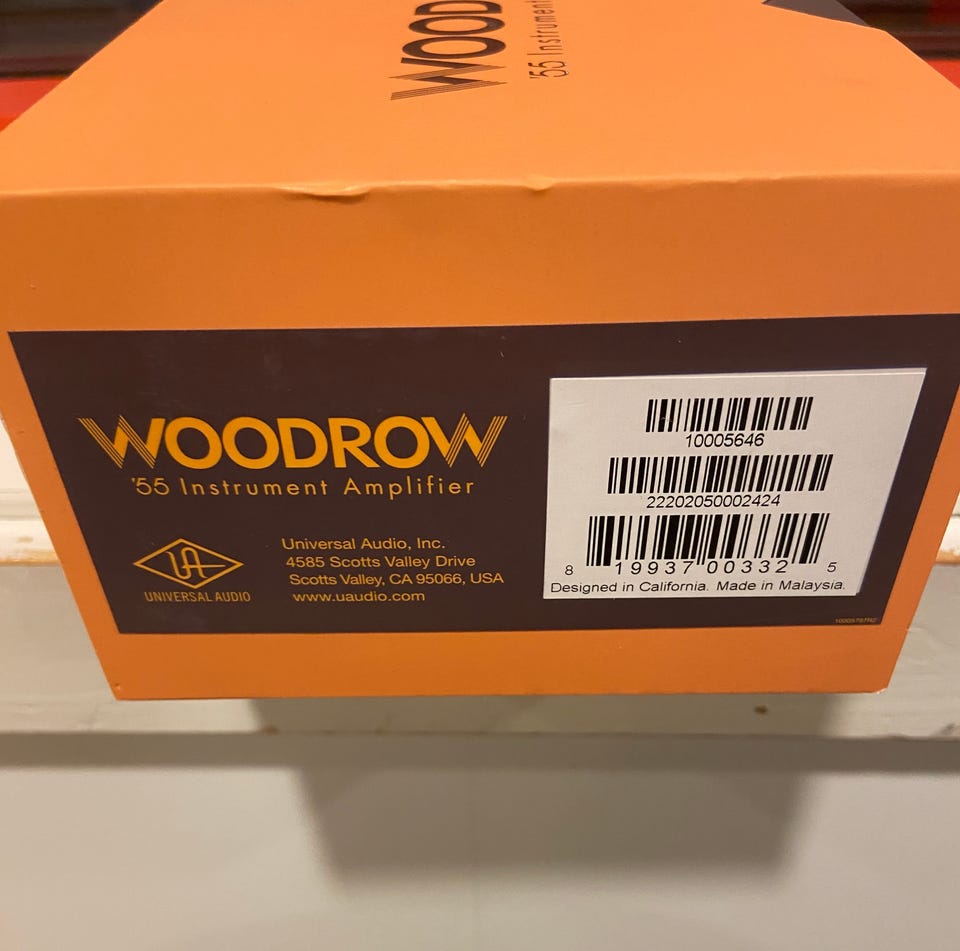 WOOD
'55 Instrument
WOODROW
'55 Instrument Amplifier
UA
UNIVERSAL AUDIO
Universal Audio, Inc.
4585 Scotts Valley Drive
Scotts Valley, CA 95066, USA
www.uaudio.com
10005646
22202050002424
8 19937 00332 5
Designed in California. Made in Malaysia.